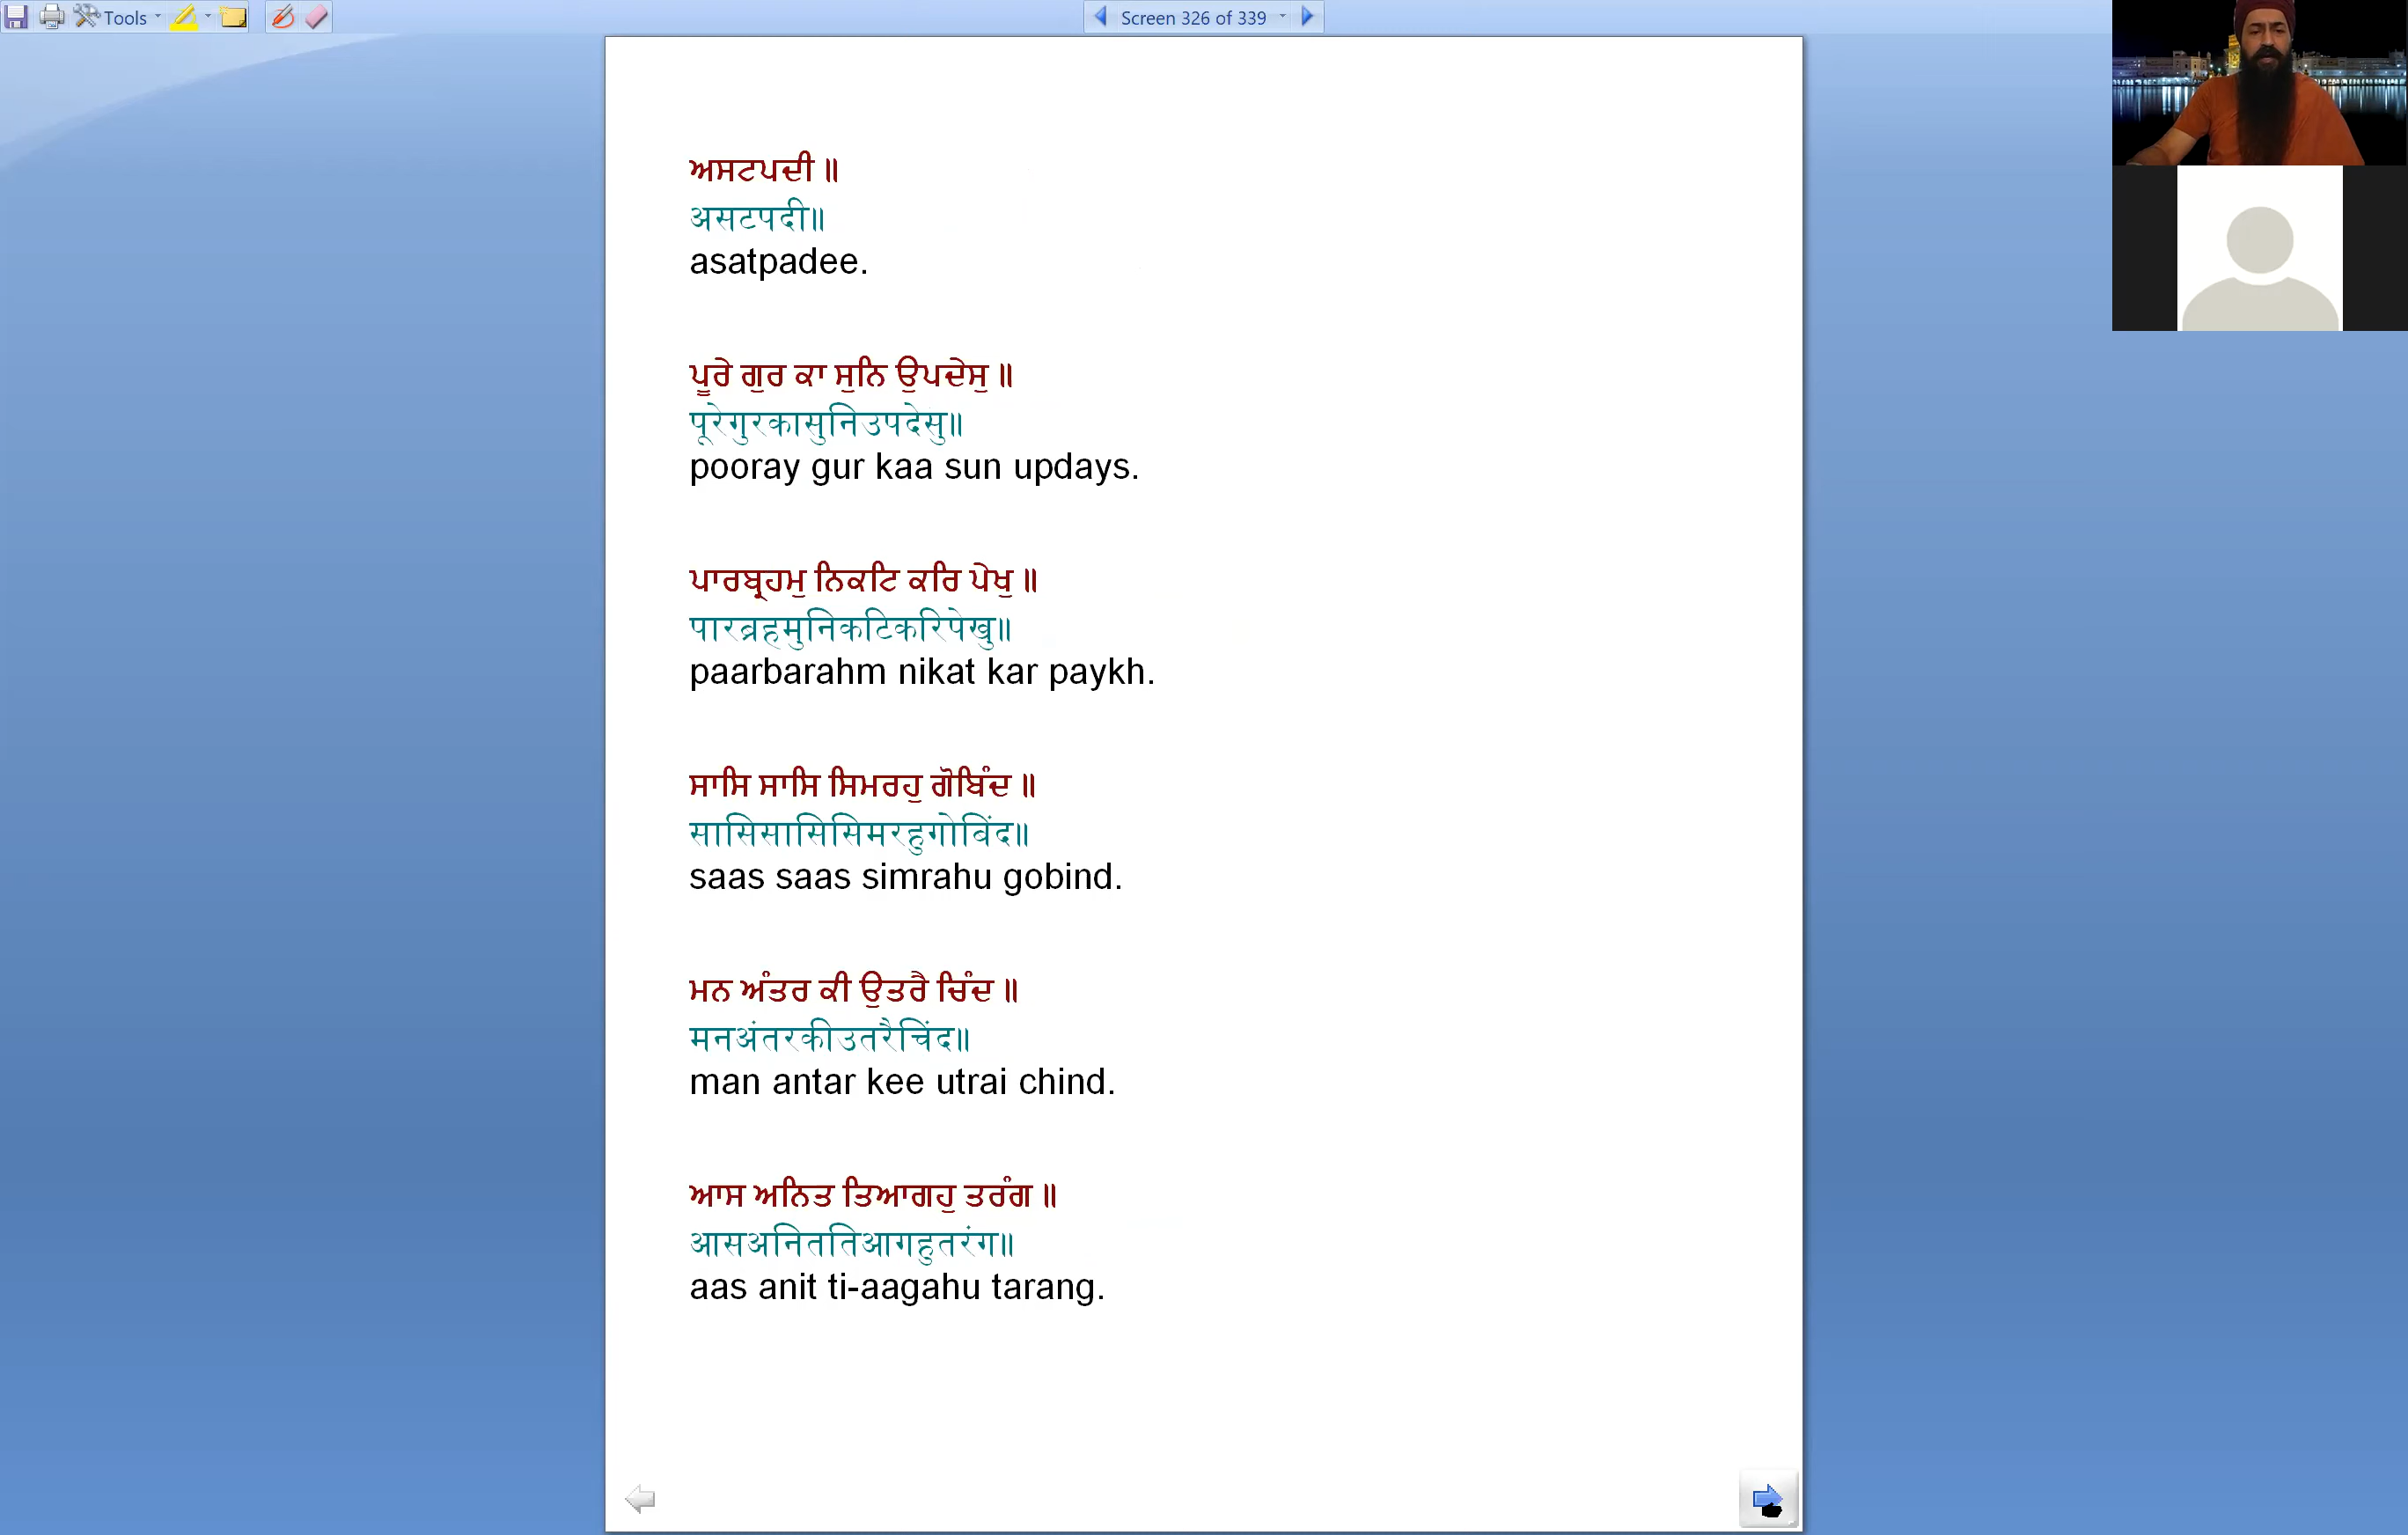 Tools
Screen 326 of 339
ਅਸਟਪਦੀ ॥
असटपदी॥
asatpadee.
ਪੂਰੇ ਗੁਰ ਕਾ ਸੁਨਿ ਉਪਦੇਸੁ ॥
पूरेगुरकासुनिउपदेसु॥
pooray gur kaa sun updays.
ਪਾਰਬ੍ਰਹਮੁ ਨਿਕਟਿ ਕਰਿ ਪੇਖੁ ॥
पारब्रहमुनिकटिकरिपेखु॥
paarbarahm nikat kar paykh.
ਸਾਸਿ ਸਾਸਿ ਸਿਮਰਹੁ ਗੋਬਿੰਦ ॥
सासिसासिसिमरहुगोबिंद॥
saas saas simrahu gobind.
ਮਨ ਅੰਤਰ ਕੀ ਉਤਰੈ ਚਿੰਦ ॥
मनअंतरकीउतरैचिंद॥
man antar kee utrai chind.
ਆਸ ਅਨਿਤ ਤਿਆਗਹੁ ਤਰੰਗ ॥
आसअनिततिआगहुतरंग॥
aas anit ti-aagahu tarang.